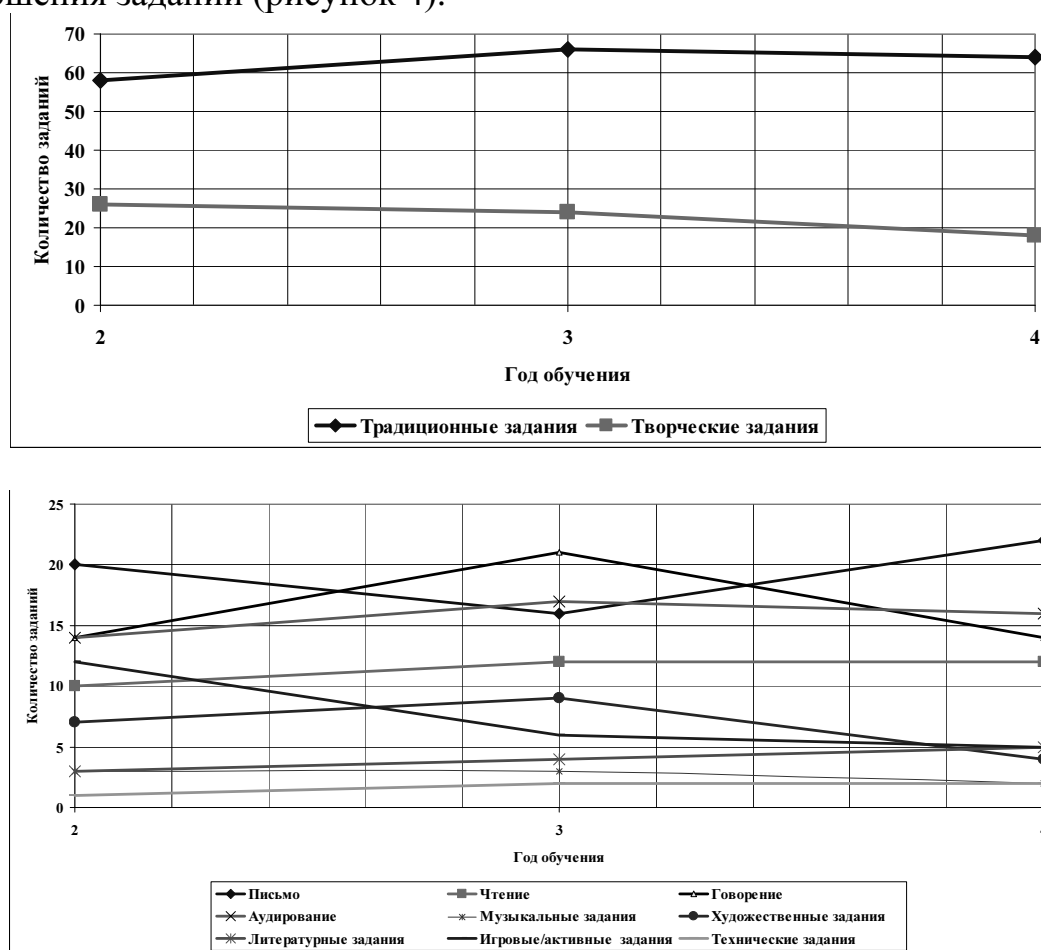 задании (рисунок 4).
70
60
50
40
30
20
10
0
Количество заданий
2 3 4
Год обучения
Традиционные задания Творческие задания
25
20
15
10
5
0
Количество заданий
2 3
Год обучения
Письмо Чтение Говорение
Аудирование Музыкальные задания Художественные задания
Литературные задания Игровые/активные задания Технические задания